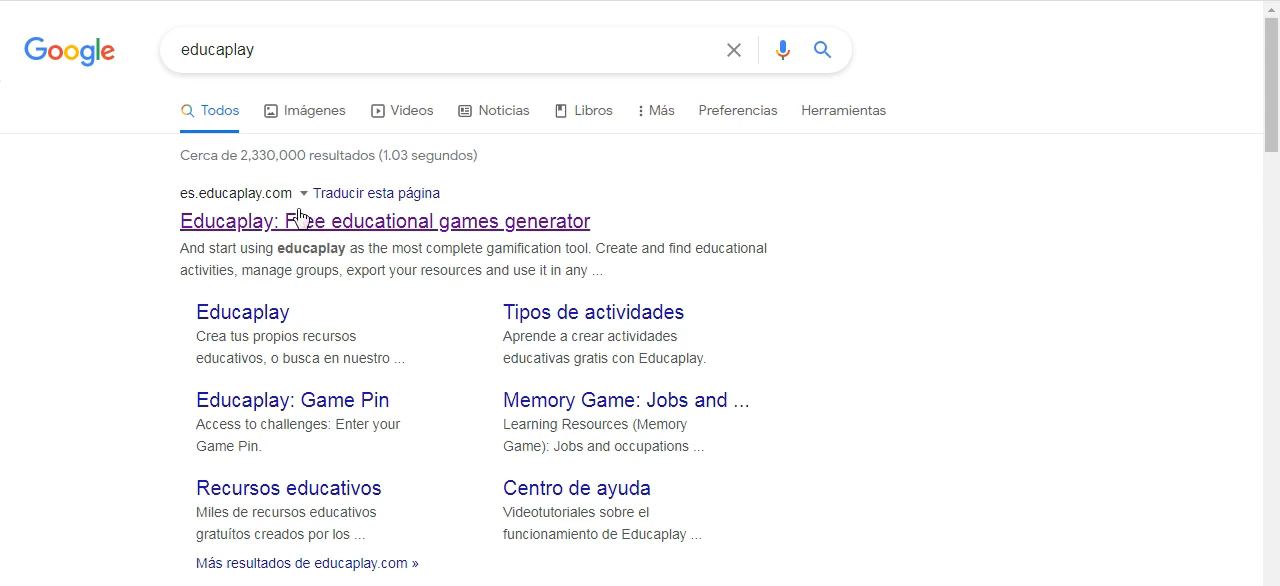 Google
educaplay
Todos Imágenes Videos Noticias Libros Más Preferencias Herramientas
Cerca de 2,330,000 resultados (1.03 segundos)
es.educaplay.com Traducir esta página
Educaplay: Free educational games generator
And start using educaplay as the most complete gamification tool. Create and find educational
activities, manage groups, export your resources and use it in any ...
Educaplay
Crea tus propios recursos
educativos, o busca en nuestro ...
Tipos de actividades
Aprende a crear actividades
educativas gratis con Educaplay.
Educaplay: Game Pin
Access to challenges: Enter your
Game Pin.
Memory Game: Jobs and ...
Learning Resources (Memory
Game): Jobs and occupations ...
Recursos educativos
Miles de recursos educativos
gratuítos creados por los ...
Centro de ayuda
Videotutoriales sobre el
funcionamiento de Educaplay ...
Más resultados de educaplay.com »